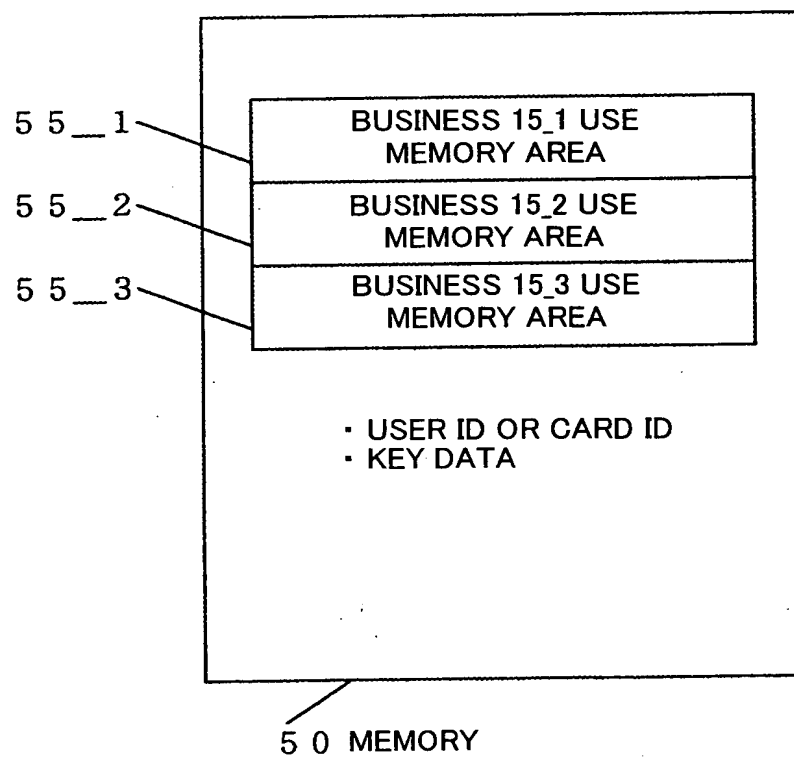 55_1
BUSINESS 15_1 USE
MEMORY AREA
55_2
BUSINESS 15_2 USE
MEMORY AREA
55_3
BUSINESS 15_3 USE
MEMORY AREA
・USER ID OR CARD ID
・KEY DATA
50 MEMORY